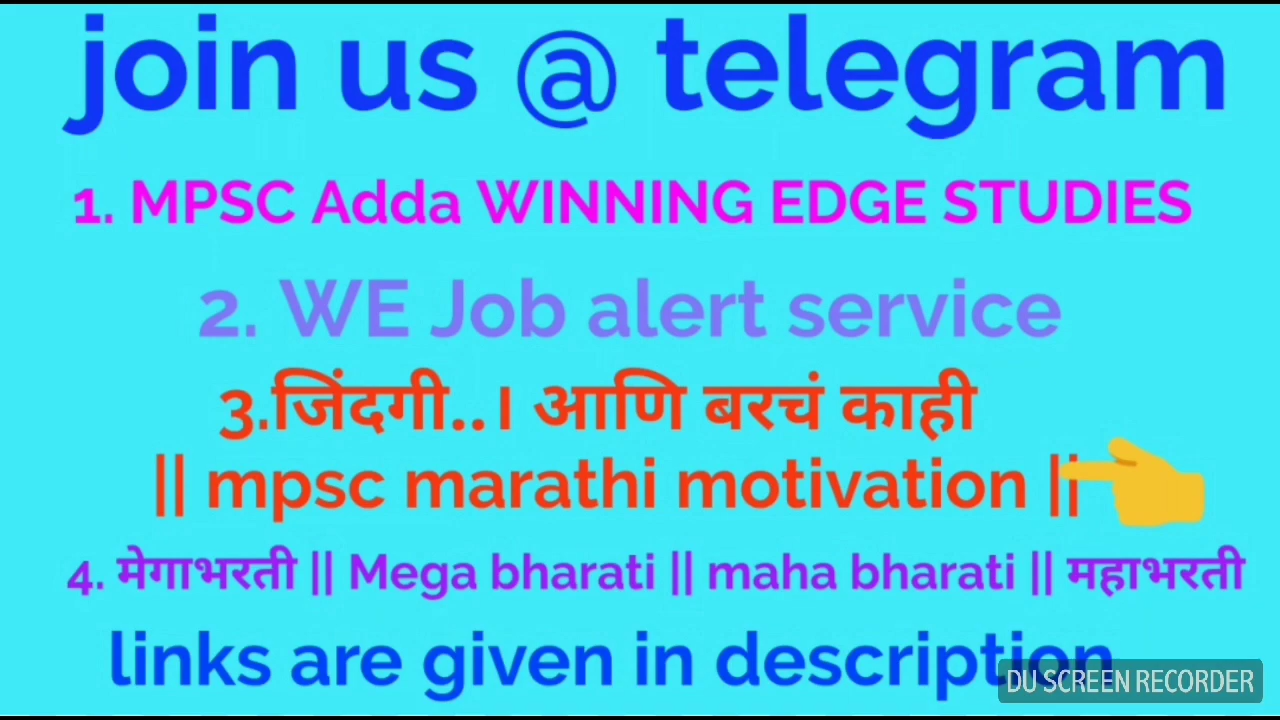 join us @ telegram
1. MPSC Adda WINNING EDGE STUDIES
2. WE Job alert service
3.जिंदगी..। आणि बरचं काही
|| mpsc marathi motivation ||
4. मेगाभरती || Mega bharati || maha bharati || महाभरती
links are given in description
DU SCREEN RECORDER